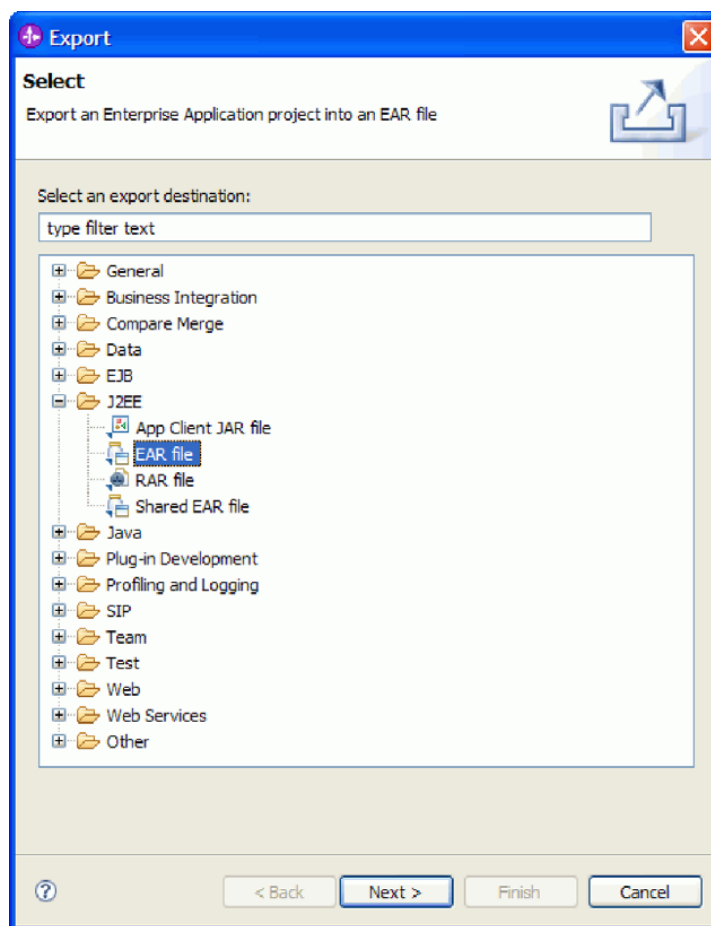 Export
Select
Export an Enterprise Application project into an EAR file
Select an export destination:
type filter text
General
Business Integration
Compare Merge
Data
EJB
J2EE
App Client JAR file
EAR file
RAR file
Shared EAR file
Java
Plug-in Development
Profiling and Logging
SIP
Team
Test
Web
Web Services
Other
< Back
Next >
Finish
Cancel